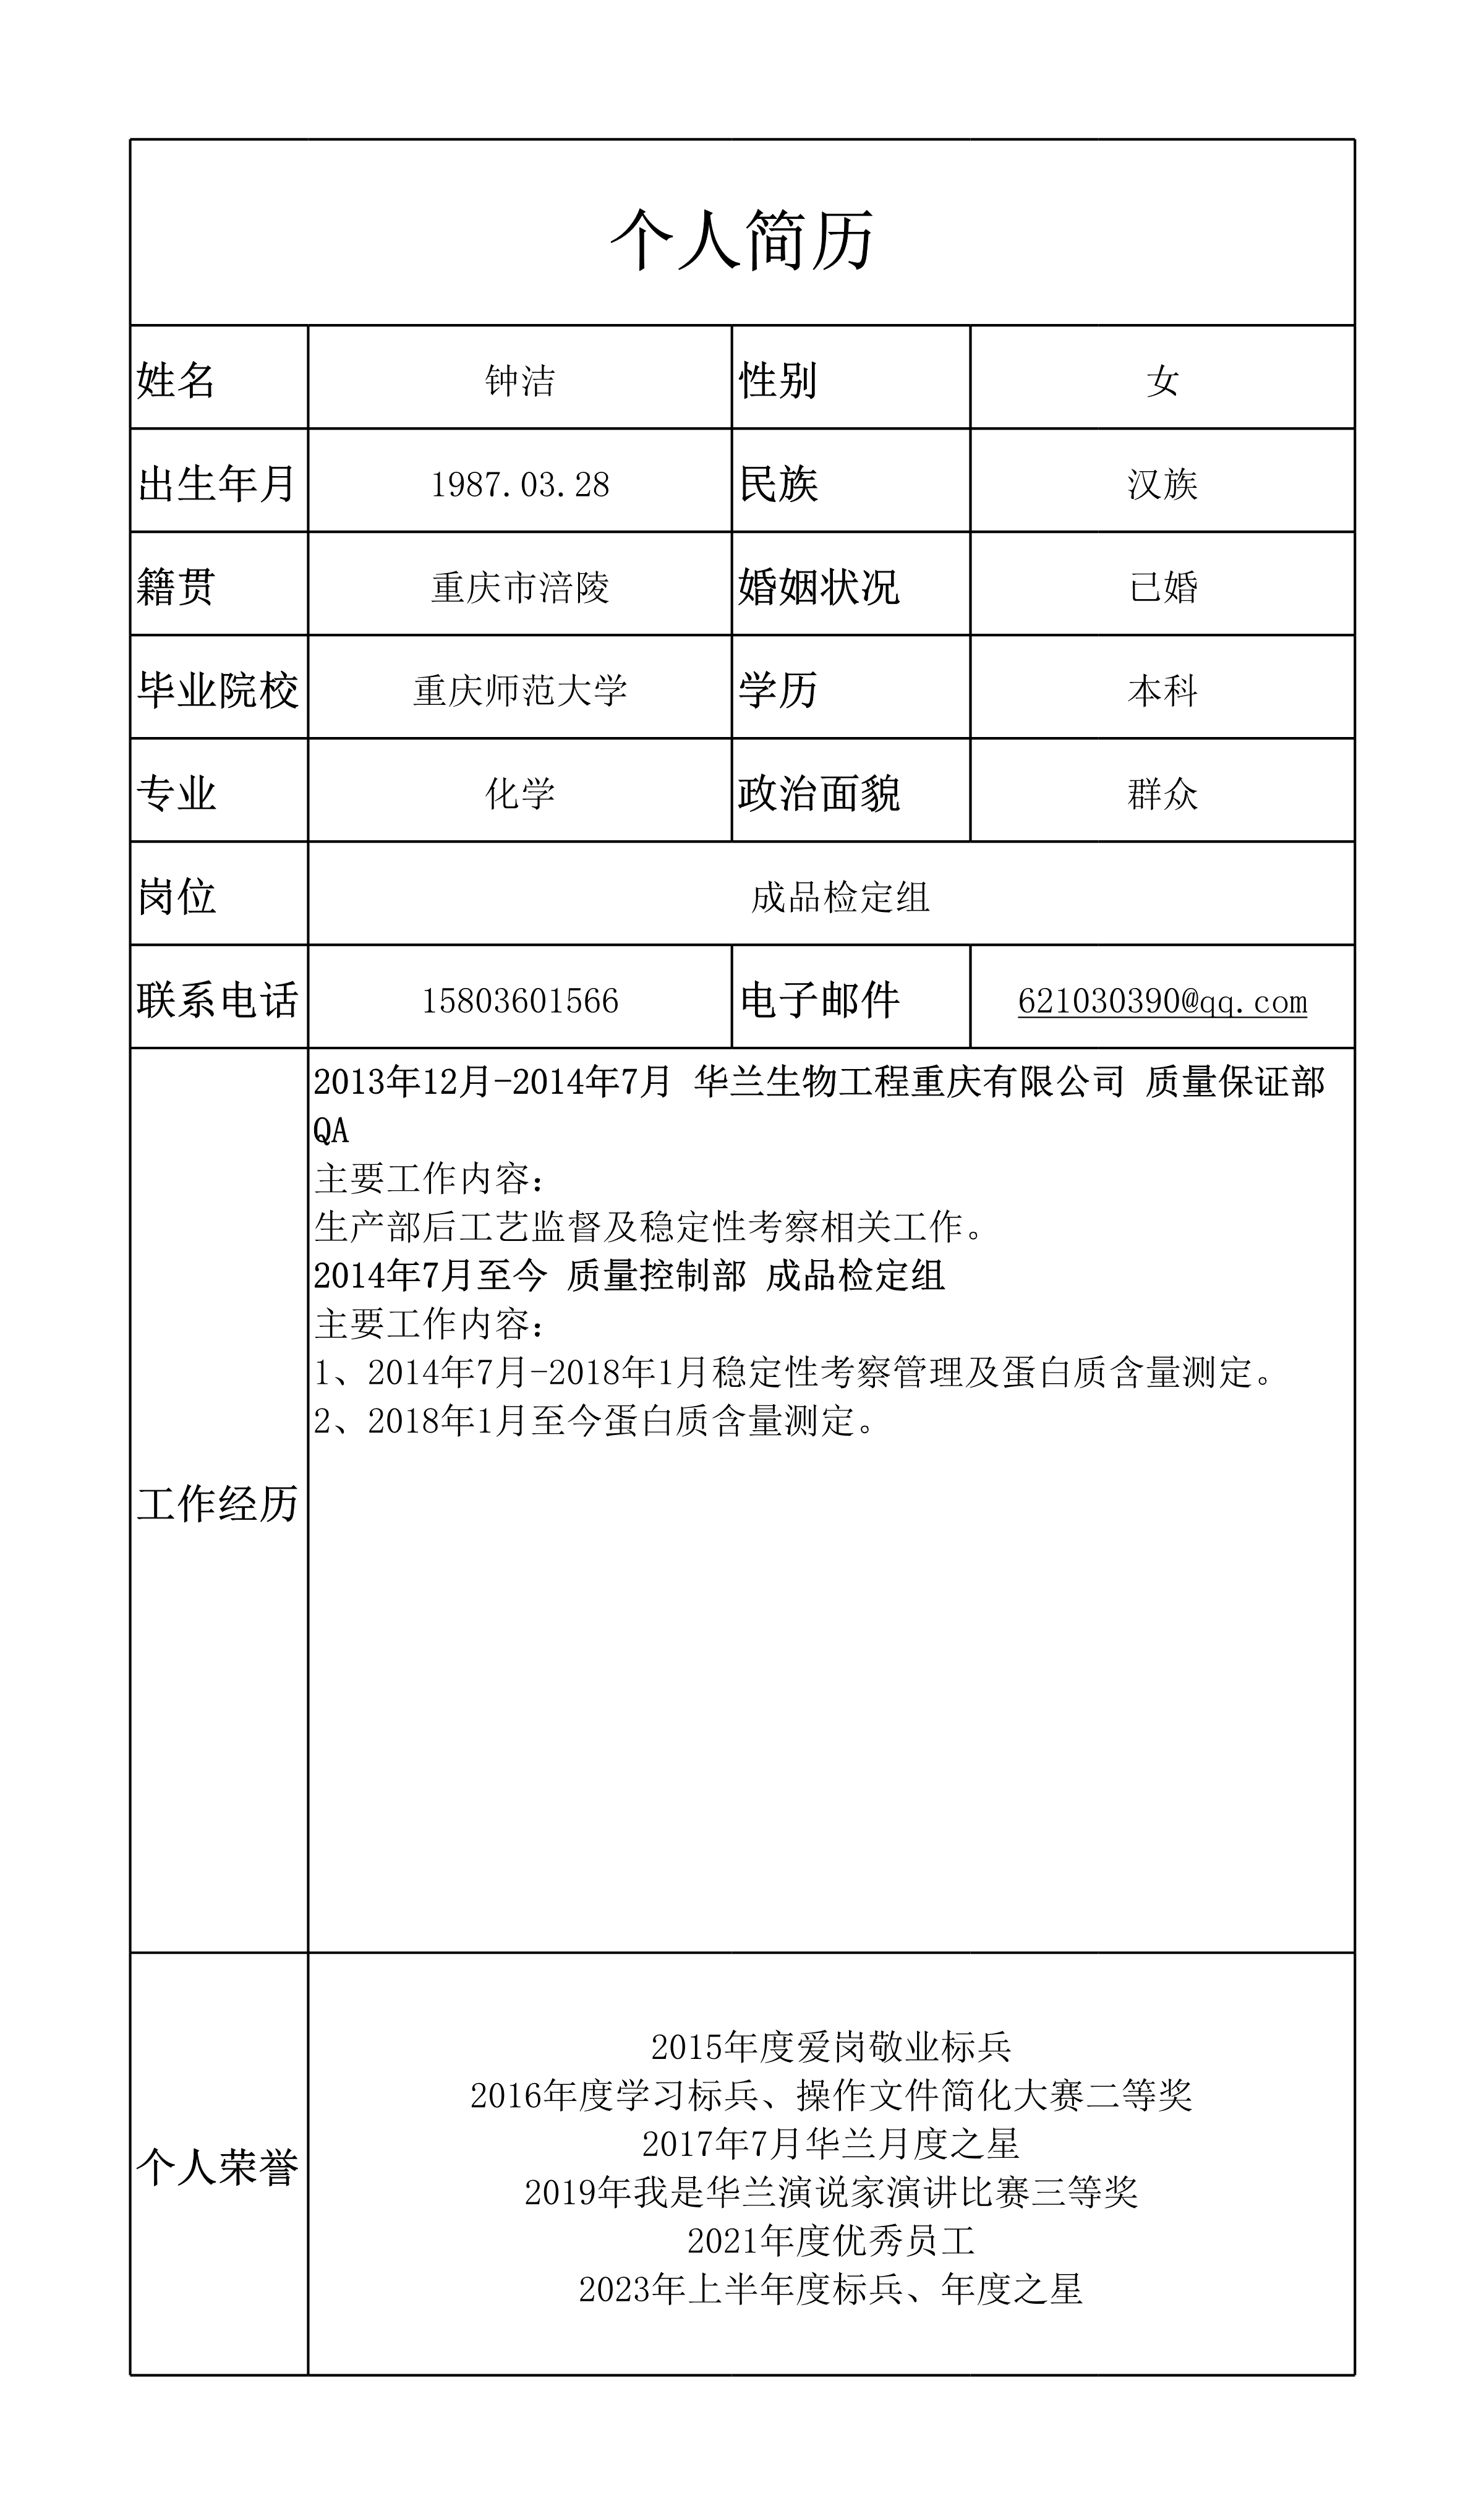 个人简历
姓名 钟洁 性别 女
出生年月 1987.03.28 民族 汉族
籍贯 重庆市涪陵 婚姻状况 已婚
毕业院校 重庆师范大学 学历 本科
专业 化学 政治面貌 群众
岗位 成品检定组
联系电话 15803601566 电子邮件 621030390@qq.com
工作经历
2013年12月-2014年7月 华兰生物工程重庆有限公司 质量保证部
QA
主要工作内容：
生产部后工艺监督及稳定性考察相关工作。
2014年7月至今 质量控制部 成品检定组
主要工作内容：
1、2014年7月-2018年1月稳定性考察管理及蛋白质含量测定。
2、2018年1月至今蛋白质含量测定。
个人荣誉
2015年度爱岗敬业标兵
2016年度学习标兵、操作文件简化大赛二等奖
2017年7月华兰月度之星
2019年我是华兰演说家演讲比赛三等奖
2021年度优秀员工
2023年上半年度标兵、年度之星